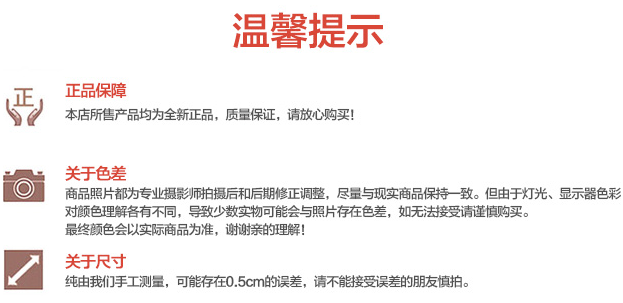 温馨提示
正
正品保障
本店所售产品均为全新正品，质量保证，请放心购买！
关于色差
商品照片都为专业摄影师拍摄后和后期修正调整，尽量与现实商品保持一致。但由于灯光、显示器色彩
对颜色理解各有不同，导致少数实物可能会与照片存在色差，如无法接受请谨慎购买。
最终颜色会以实际商品为准，谢谢亲的理解！
关于尺寸
纯由我们手工测量，可能存在0.5cm的误差，请不能接受误差的朋友慎拍。